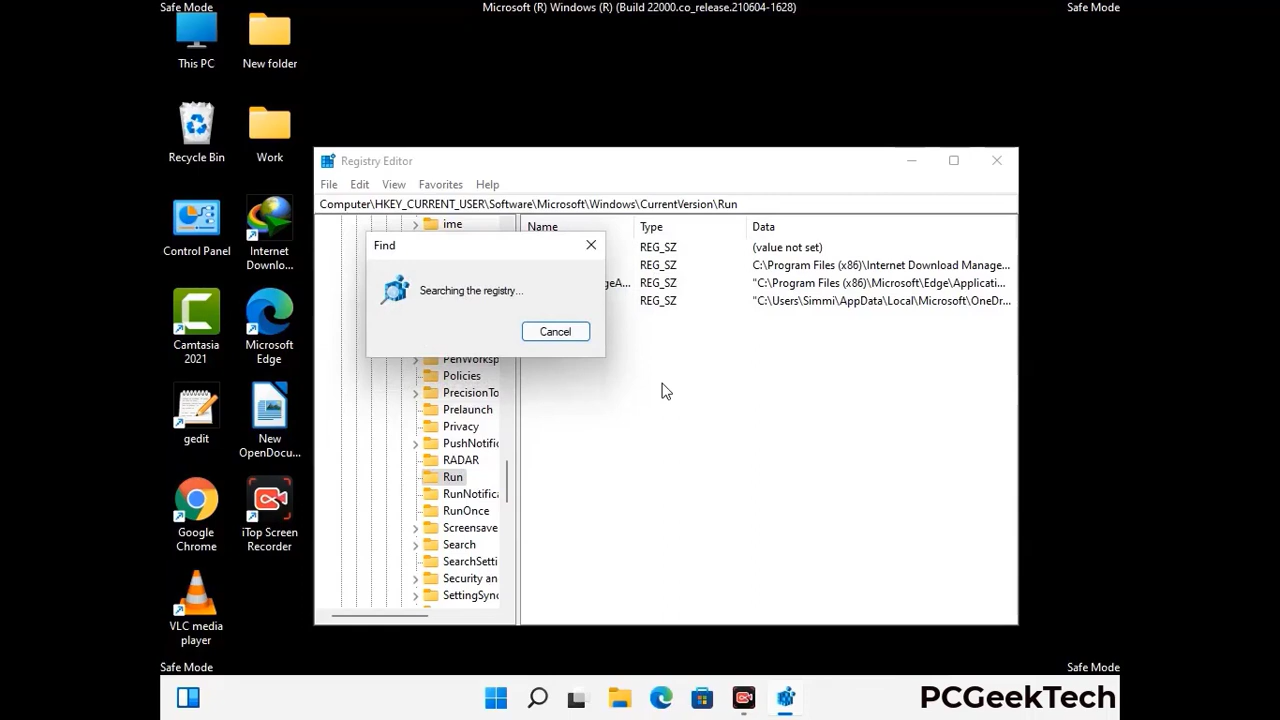 Safe Mode
Microsoft (R) Windows (R) (Build 22000.co_release.210604-1628)
Safe Mode
This PC
New folder
Recycle Bin
Work
Control Panel
Internet
Downlo...
Camtasia
2021
Microsoft
Edge
gedit
New
OpenDocu...
Google
Chrome
iTop Screen
Recorder
VLC media
player
Registry Editor
File Edit View Favorites Help
Computer\HKEY_CURRENT_USER\Software\Microsoft\Windows\CurrentVersion\Run
ime
PenWorksp
Policies
PrecisionTo
Prelaunch
Privacy
PushNotific
RADAR
Run
RunNotifica
RunOnce
Screensave
Search
SearchSetti
Security an
SettingSync
Name Type Data
REG_SZ (value not set)
REG_SZ C:\Program Files (x86)\Internet Download Manage...
geA... REG_SZ "C:\Program Files (x86)\Microsoft\Edge\Applicati...
REG_SZ "C:\Users\Simmi\AppData\Local\Microsoft\OneDr...
Find
Searching the registry...
Cancel
Safe Mode
Safe Mode
PCGeekTech